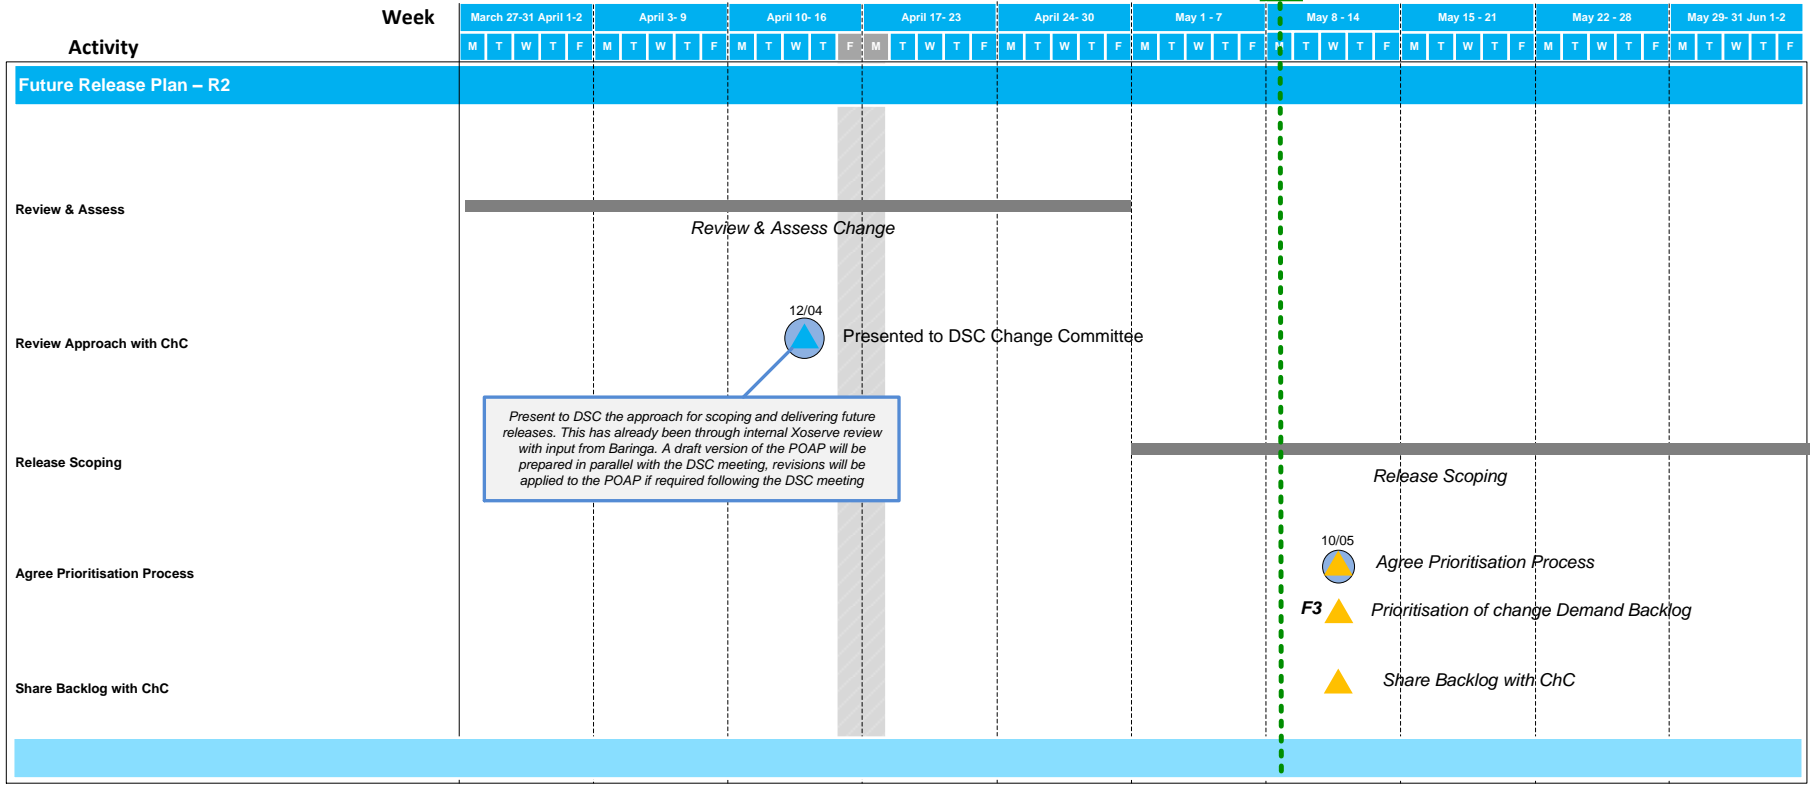 Week
March 27-31 April 1-2 April 3- 9 April 10- 16 April 17- 23 April 24- 30 May 1 - 7 May 8 - 14 May 15 - 21 May 22 - 28 May 29- 31 Jun 1-2
Activity
M T W T F M T W T F M T W T F M T W T F M T W T F M T W T F M T W T F M T W T F M T W T F M T W T F
Future Release Plan – R2
Review & Assess
Review & Assess Change
12/04
Review Approach with ChC
Presented to DSC Change Committee
Present to DSC the approach for scoping and delivering future
releases. This has already been through internal Xoserve review
with input from Baringa. A draft version of the POAP will be
prepared in parallel with the DSC meeting, revisions will be
applied to the POAP if required following the DSC meeting
Release Scoping
Release Scoping
10/05
Agree Prioritisation Process
Agree Prioritisation Process
F3 Prioritisation of change Demand Backlog
Share Backlog with ChC
Share Backlog with ChC